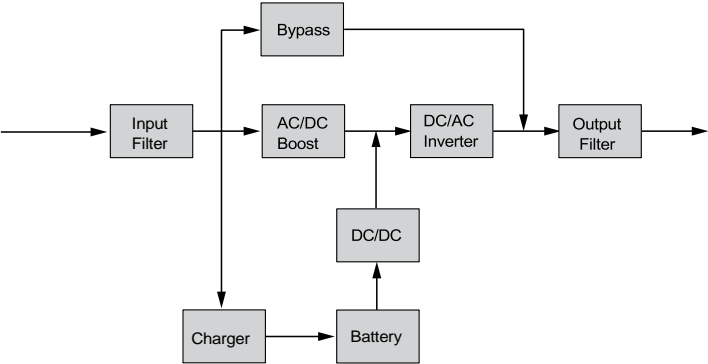 Bypass
Input
Filter
AC/DC
Boost
DC/AC
Inverter
Output
Filter
DC/DC
Charger
Battery